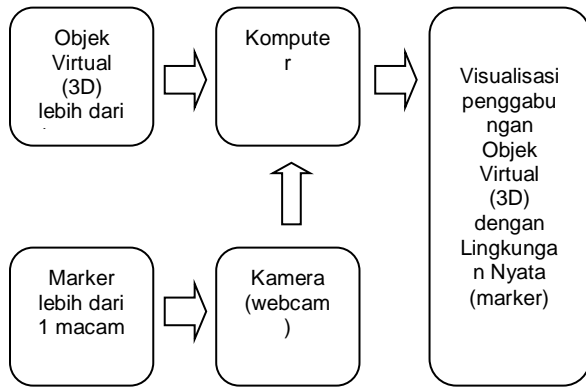 Objek
Virtual
(3D)
lebih dari
Kompute
r
Visualisasi
penggabu
ngan
Objek
Virtual
(3D)
dengan
Lingkunga
n Nyata
(marker)
Marker
lebih dari
1 macam
Kamera
(webcam
)